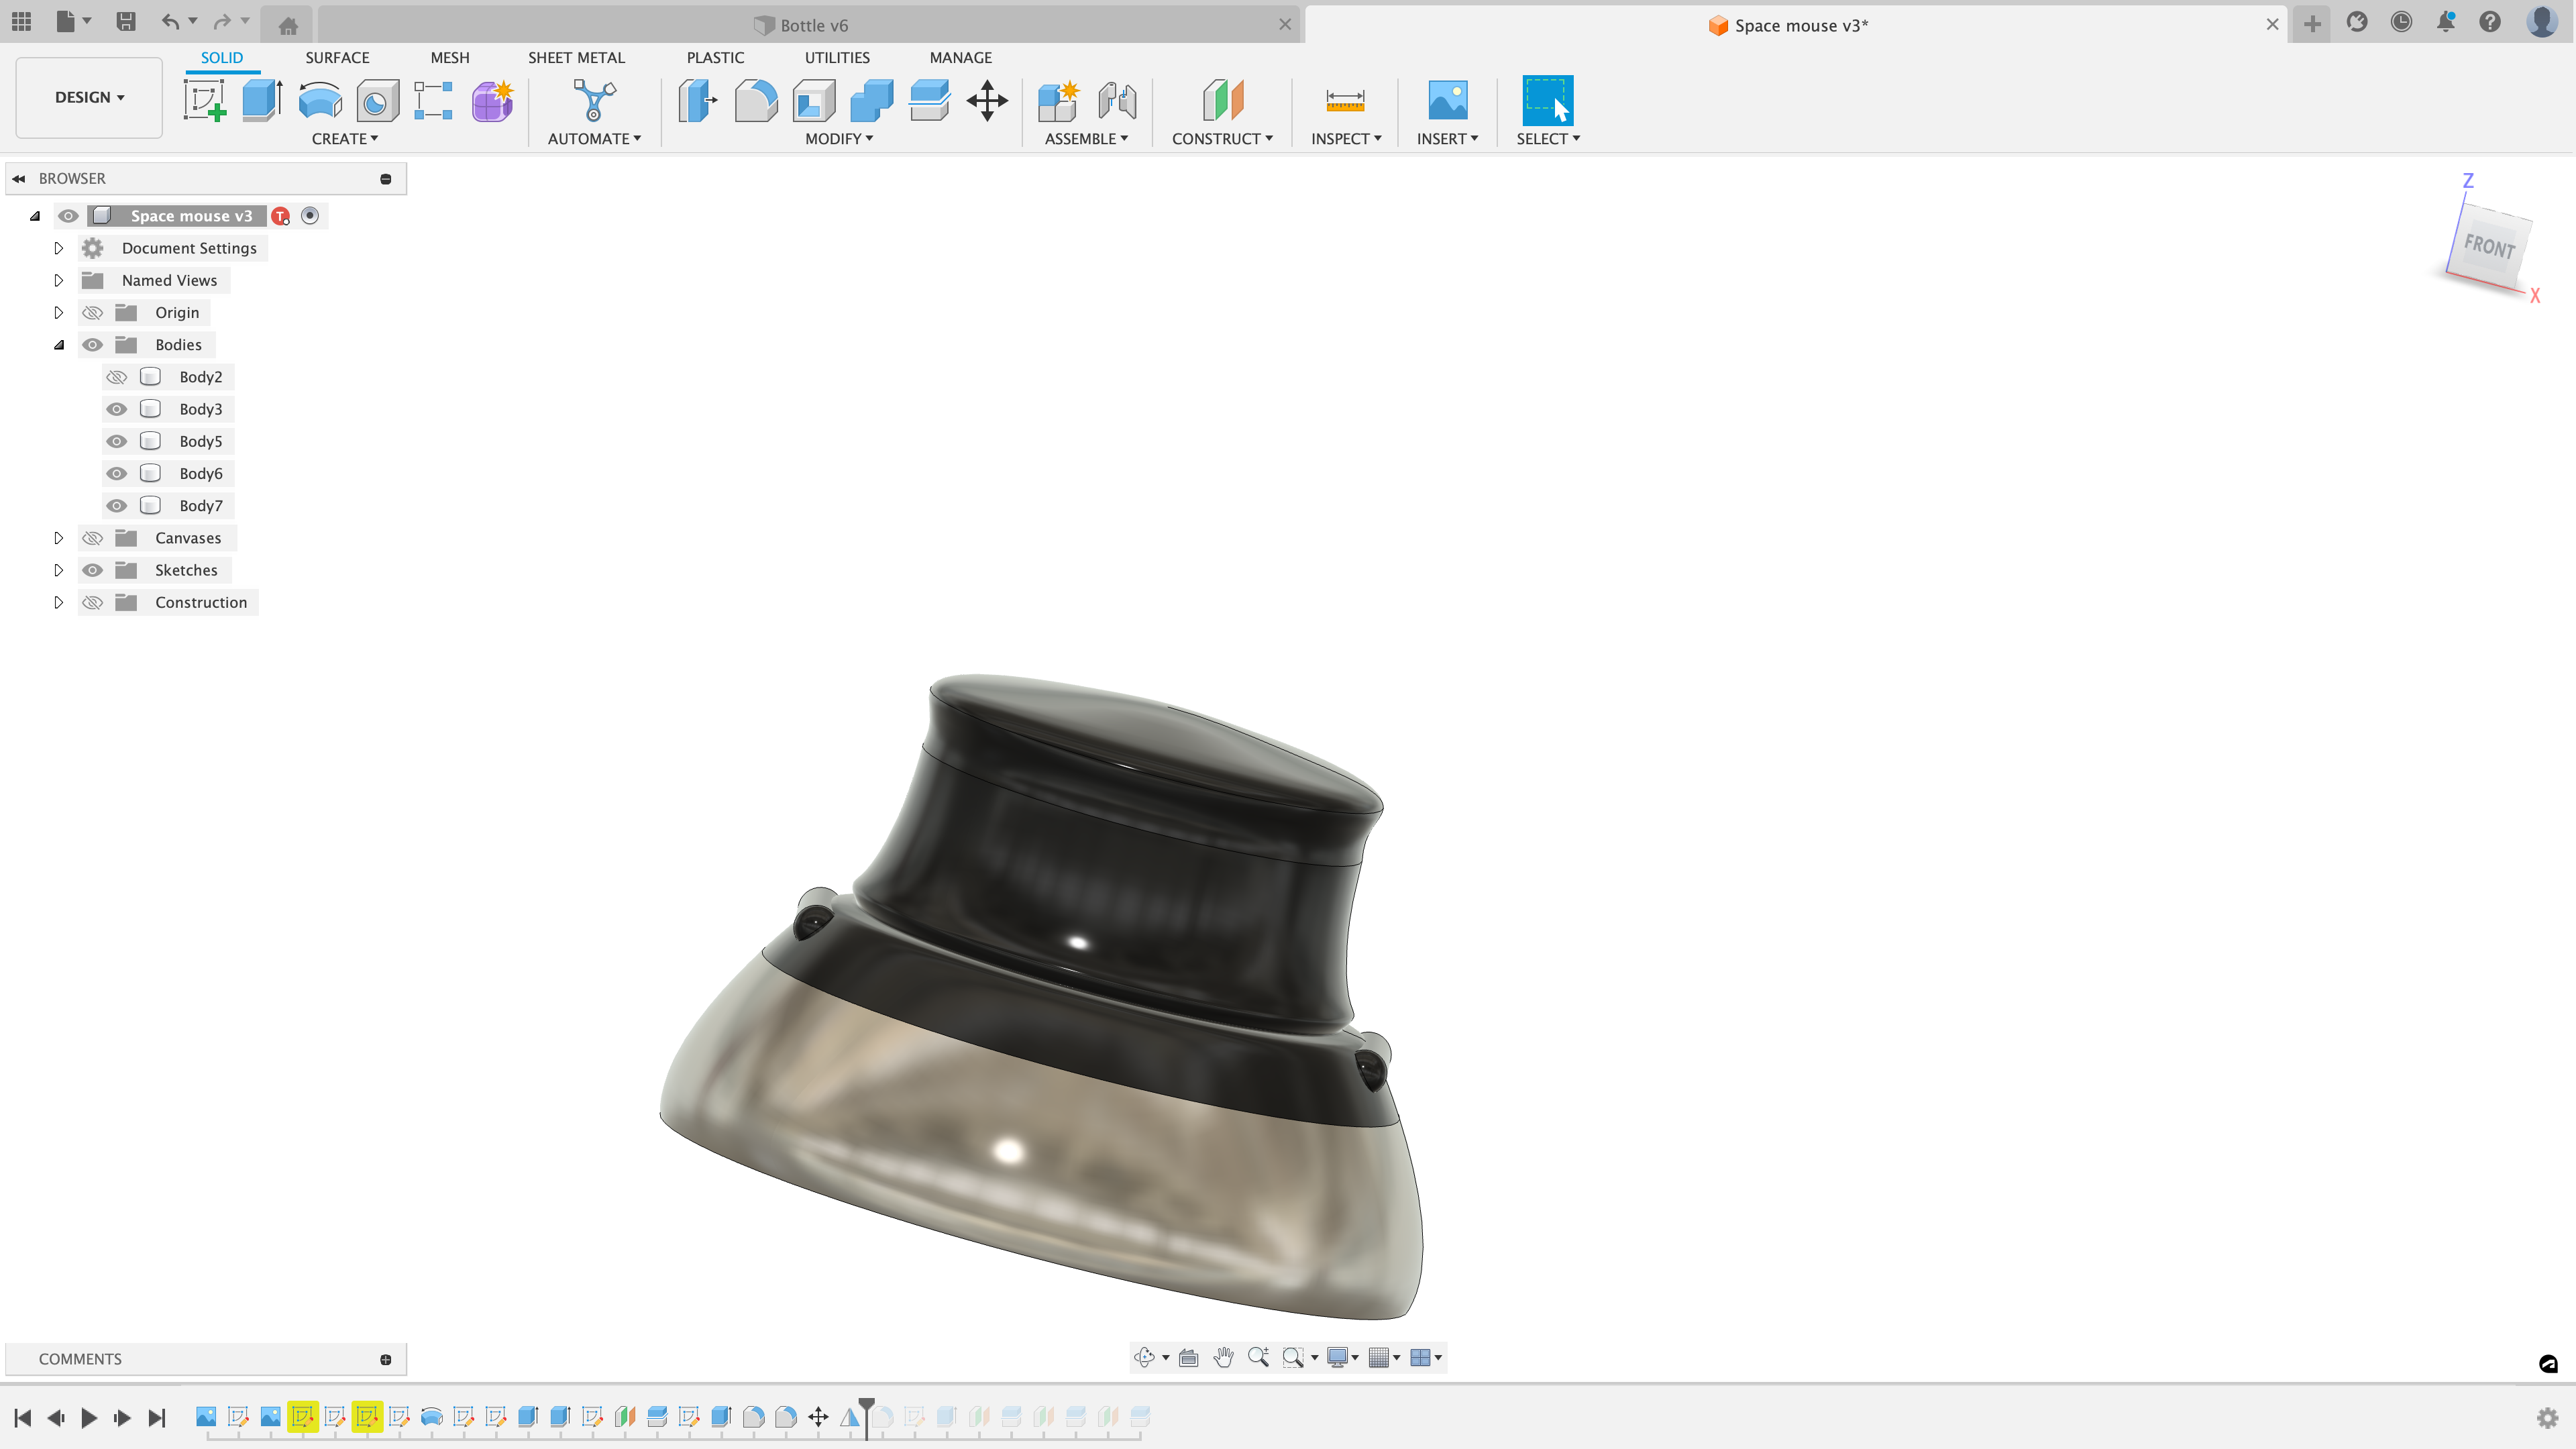 Bottle v6
Space mouse v3*
DESIGN
SOLID
SURFACE
MESH
SHEET METAL
PLASTIC
UTILITIES
MANAGE
CREATE
AUTOMATE
MODIFY
ASSEMBLE
CONSTRUCT
INSPECT
INSERT
SELECT
BROWSER
Space mouse v3
T
Document Settings
Named Views
Origin
Bodies
Body2
Body3
Body5
Body6
Body7
Canvases
Sketches
Construction
Z
FRONT
X
COMMENTS